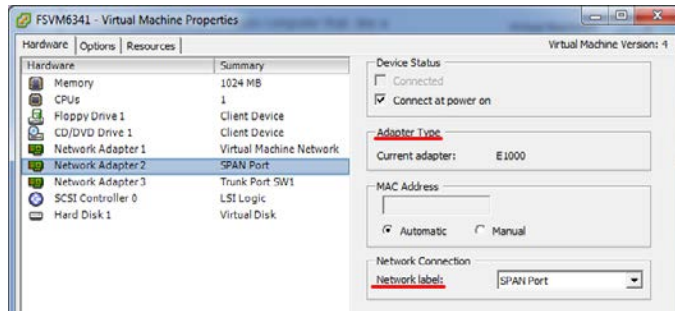 FSVM6341 - Virtual Machine Properties
Hardware Options Resources
Virtual Machine Version: 4
Hardware Summary
Memory 1024 MB
CPUs 1
Floppy Drive 1 Client Device
CD/DVD Drive 1 Client Device
Network Adapter 1 Virtual Machine Network
Network Adapter 2 SPAN Port
Network Adapter 3 Trunk Port SW1
SCSI Controller 0 LSI Logic
Hard Disk 1 Virtual Disk
Device Status
Connected
Connect at power on
Adapter Type
Current adapter: E1000
MAC Address
Automatic Manual
Network Connection
Network label: SPAN Port